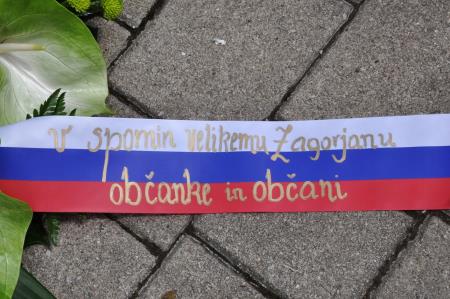 v spomin velikemu Zagorjanu
občanke in občani